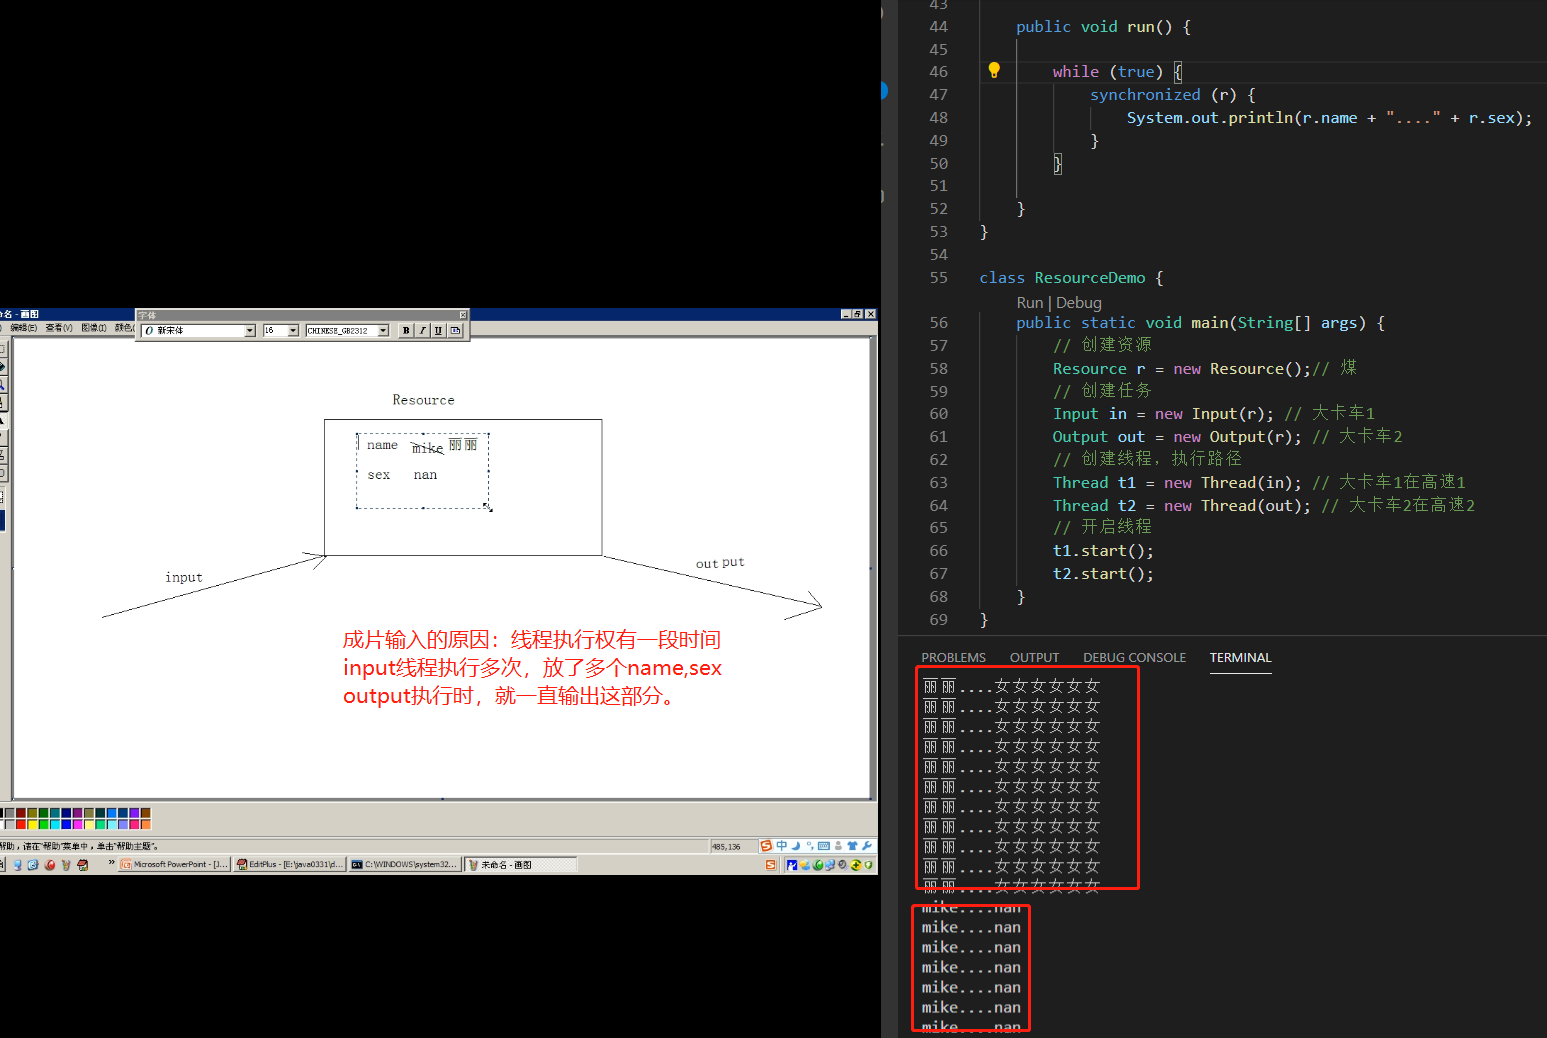 命名 - 画图
编辑(E) 查看(V) 图像(I) 颜色(
字体
新宋体
16
CHINESE_GB2312
B I U
Resource
name mike 丽丽
sex nan
input
out put
成片输入的原因：线程执行权有一段时间
input线程执行多次，放了多个name,sex
output执行时，就一直输出这部分。
帮助，请在“帮助”菜单中，单击“帮助主题”。
485,136
中
Microsoft PowerPoint - [J...
EditPlus - [E:\java0331\d...
C:\WINDOWS\system32...
未命名 - 画图
43
44 public void run() {
45
46 while (true) {
47 synchronized (r) {
48 System.out.println(r.name + "...." + r.sex);
49 }
50 }
51
52 }
53 }
54
55 class ResourceDemo {
Run | Debug
56 public static void main(String[] args) {
57 // 创建资源
58 Resource r = new Resource();// 煤
59 // 创建任务
60 Input in = new Input(r); // 大卡车1
61 Output out = new Output(r); // 大卡车2
62 // 创建线程，执行路径
63 Thread t1 = new Thread(in); // 大卡车1在高速1
64 Thread t2 = new Thread(out); // 大卡车2在高速2
65 // 开启线程
66 t1.start();
67 t2.start();
68 }
69 }
PROBLEMS OUTPUT DEBUG CONSOLE TERMINAL
丽丽....女女女女女女
丽丽....女女女女女女
丽丽....女女女女女女
丽丽....女女女女女女
丽丽....女女女女女女
丽丽....女女女女女女
丽丽....女女女女女女
丽丽....女女女女女女
丽丽....女女女女女女
丽丽....女女女女女女
丽丽....女女女女女女
mike....nan
mike....nan
mike....nan
mike....nan
mike....nan
mike....nan
mike....nan